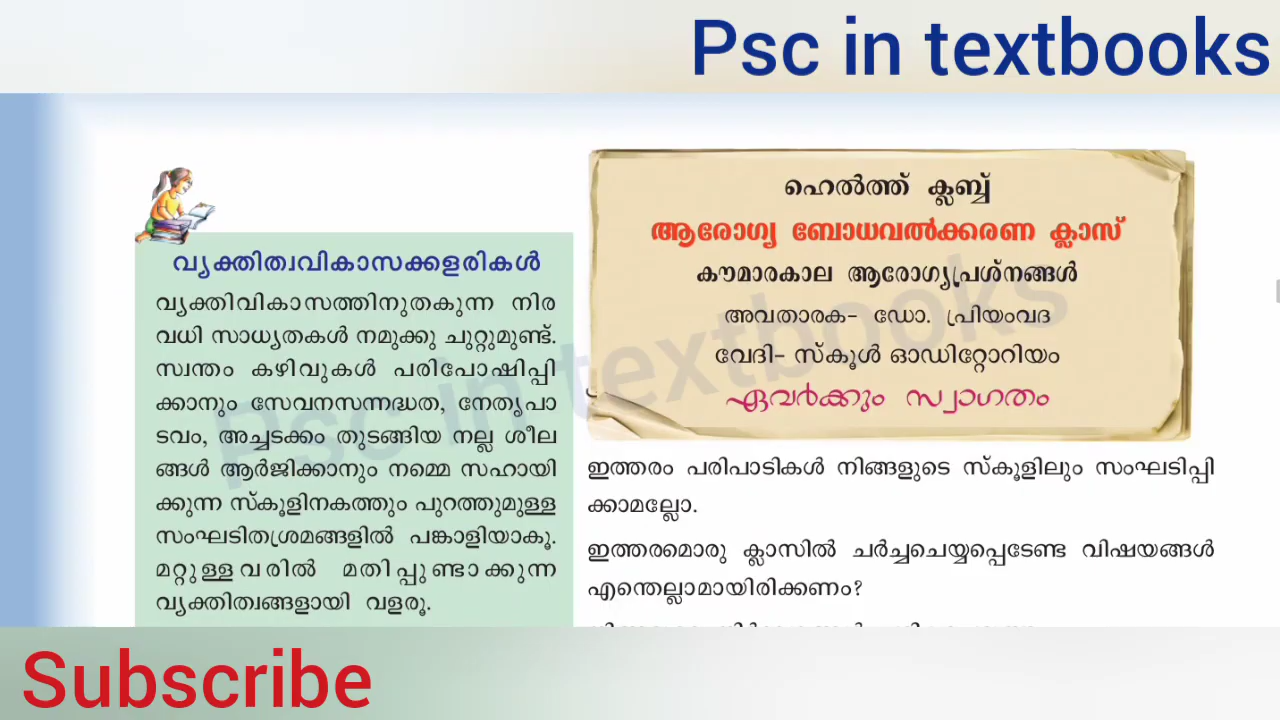 Psc in textbooks
വ്യക്തിത്വവികാസക്കളരികൾ
വ്യക്തിവികാസത്തിനുതകുന്ന നിര
വധി സാധ്യതകൾ നമുക്കു ചുറ്റുമുണ്ട്.
സ്വന്തം കഴിവുകൾ പരിപോഷിപ്പി
ക്കാനും സേവനസന്നദ്ധത, നേതൃപാ
ടവം, അച്ചടക്കം തുടങ്ങിയ നല്ല ശീല
ങ്ങൾ ആർജിക്കാനും നമ്മെ സഹായി
ക്കുന്ന സ്കൂളിനകത്തും പുറത്തുമുള്ള
സംഘടിതശ്രമങ്ങളിൽ പങ്കാളിയാകൂ.
മറ്റുള്ളവരിൽ മതിപ്പുണ്ടാക്കുന്ന
വ്യക്തിത്വങ്ങളായി വളരൂ.
ഹെൽത്ത് ക്ലബ്ബ്
ആരോഗ്യ ബോധവൽക്കരണ ക്ലാസ്
കൗമാരകാല ആരോഗ്യപ്രശ്നങ്ങൾ
അവതാരക- ഡോ. പ്രിയംവദ
വേദി- സ്കൂൾ ഓഡിറ്റോറിയം
ഏവർക്കും സ്വാഗതം
ഇത്തരം പരിപാടികൾ നിങ്ങളുടെ സ്കൂളിലും സംഘടിപ്പി
ക്കാമല്ലോ.
ഇത്തരമൊരു ക്ലാസിൽ ചർച്ചചെയ്യപ്പെടേണ്ട വിഷയങ്ങൾ
എന്തെല്ലാമായിരിക്കണം?
Psc in textbooks
Subscribe